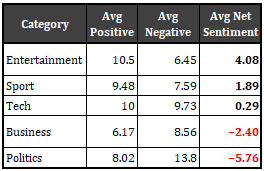 Category Avg Positive Avg Negative Avg Net Sentiment
Entertainment 10.5 6.45 4.08
Sport 9.48 7.59 1.89
Tech 10 9.73 0.29
Business 6.17 8.56 −2.40
Politics 8.02 13.8 −5.76